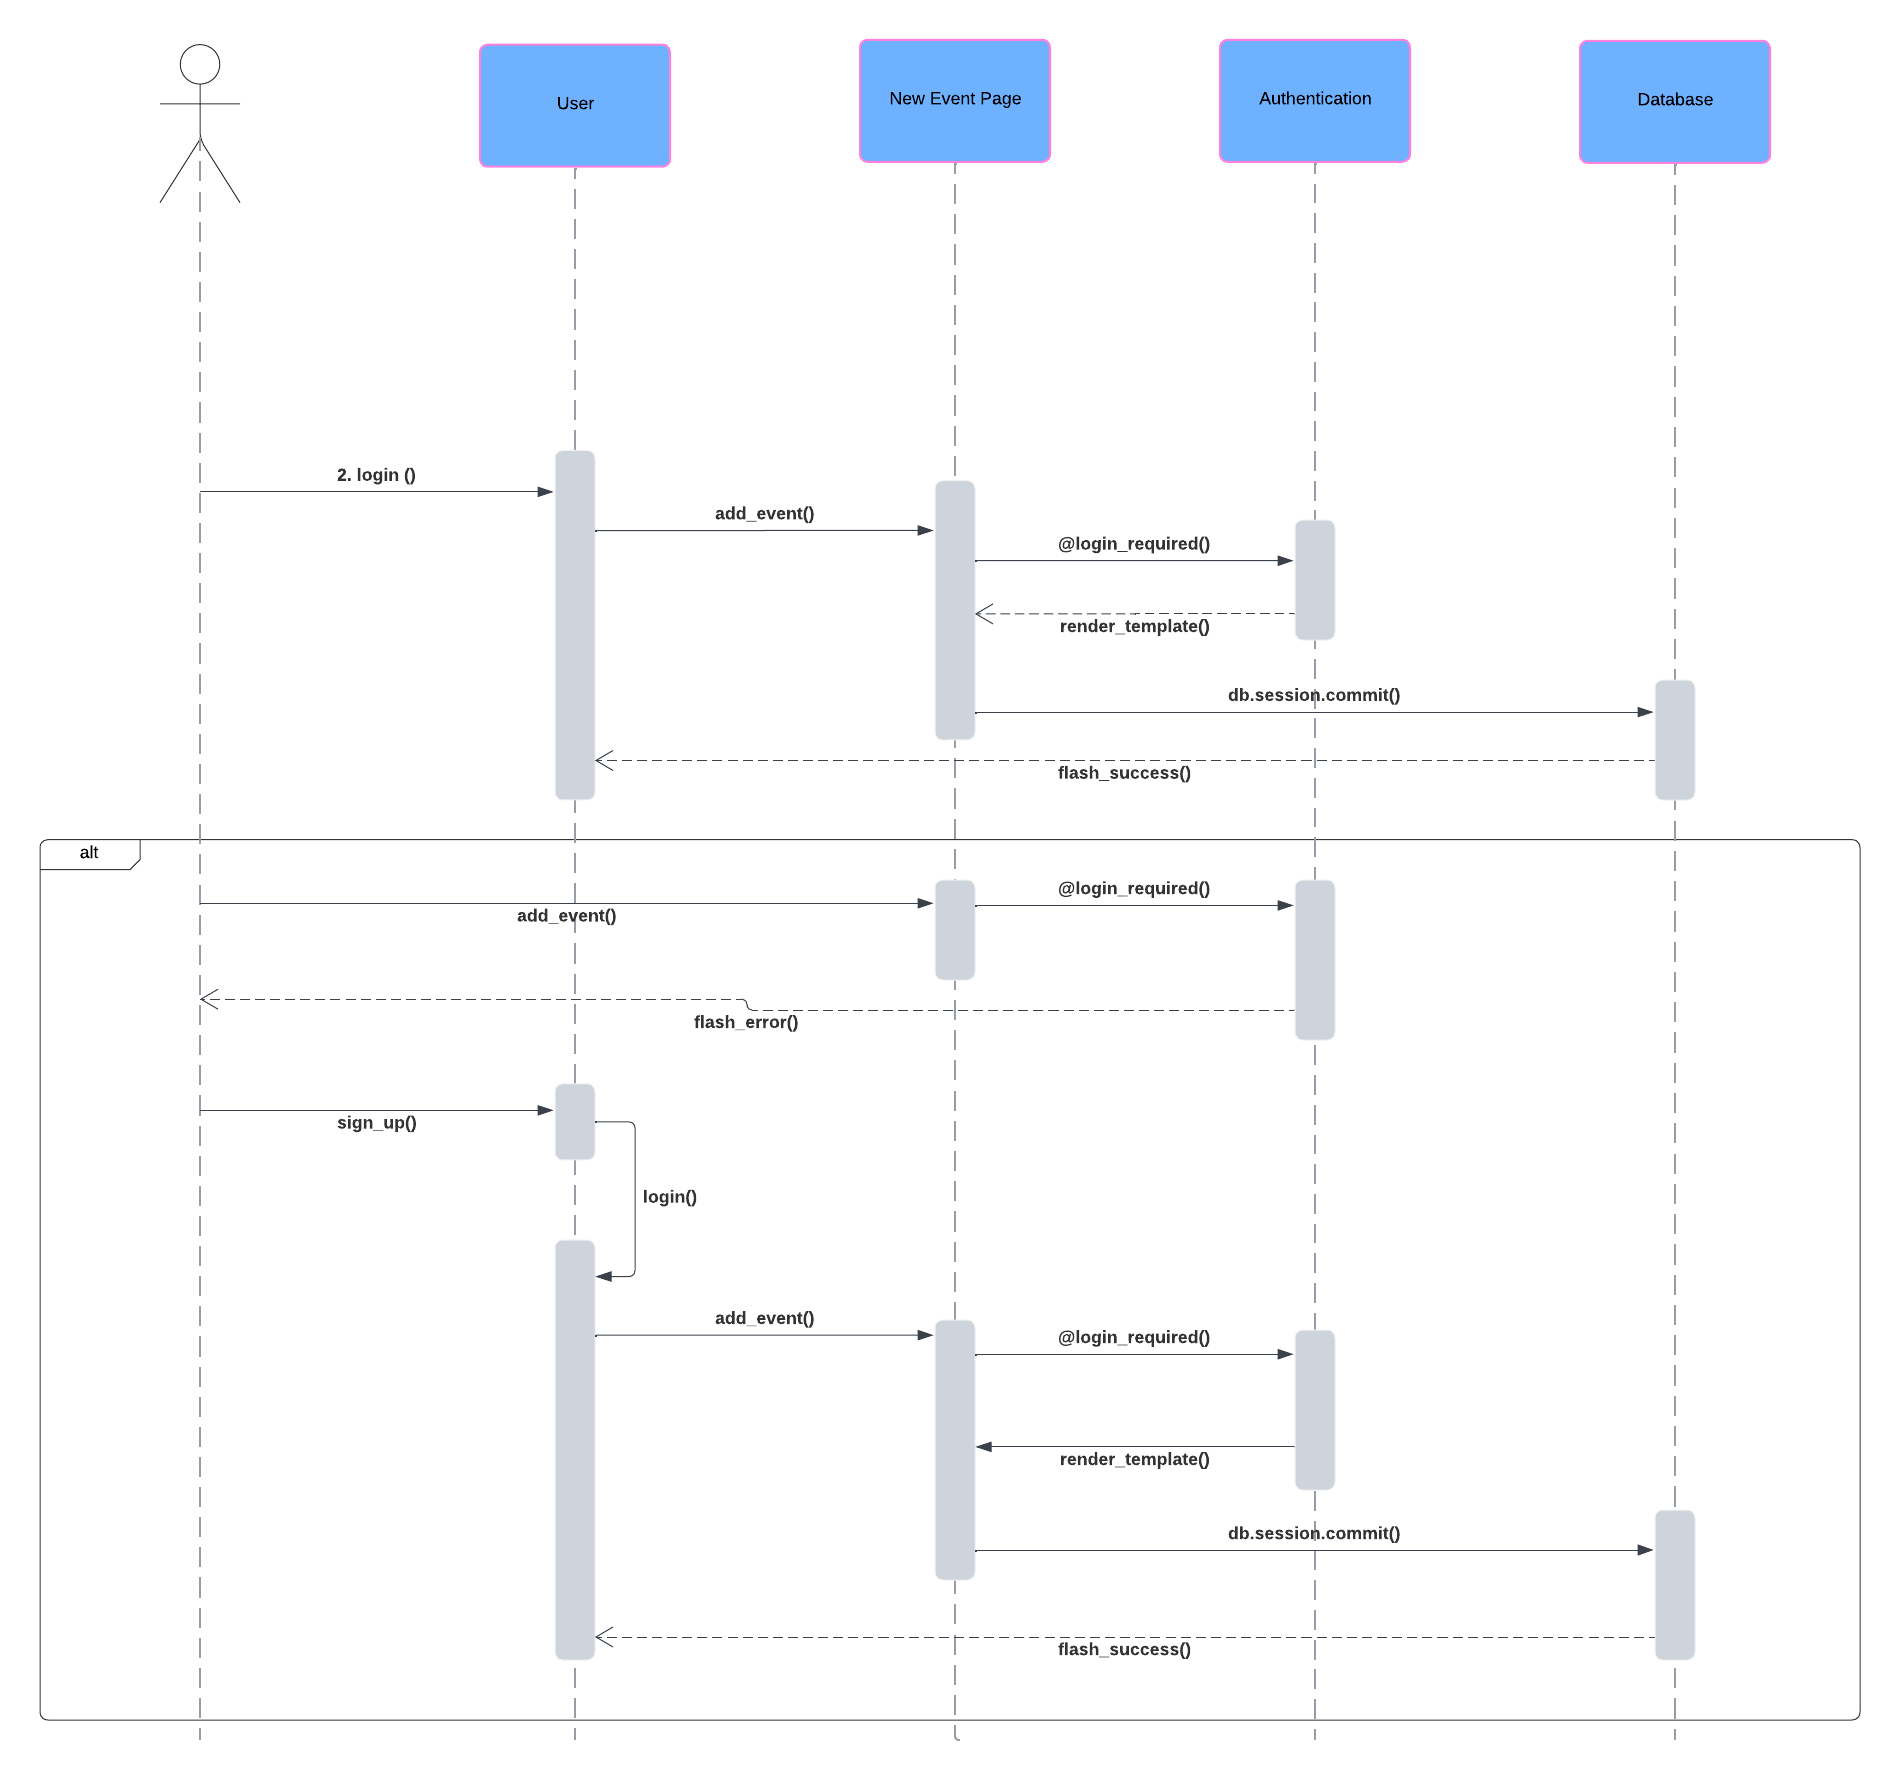 User
New Event Page
Authentication
Database
2. login ()
add_event()
@login_required()
render_template()
db.session.commit()
flash_success()
alt
@login_required()
add_event()
flash_error()
sign_up()
login()
add_event()
@login_required()
render_template()
db.session.commit()
flash_success()